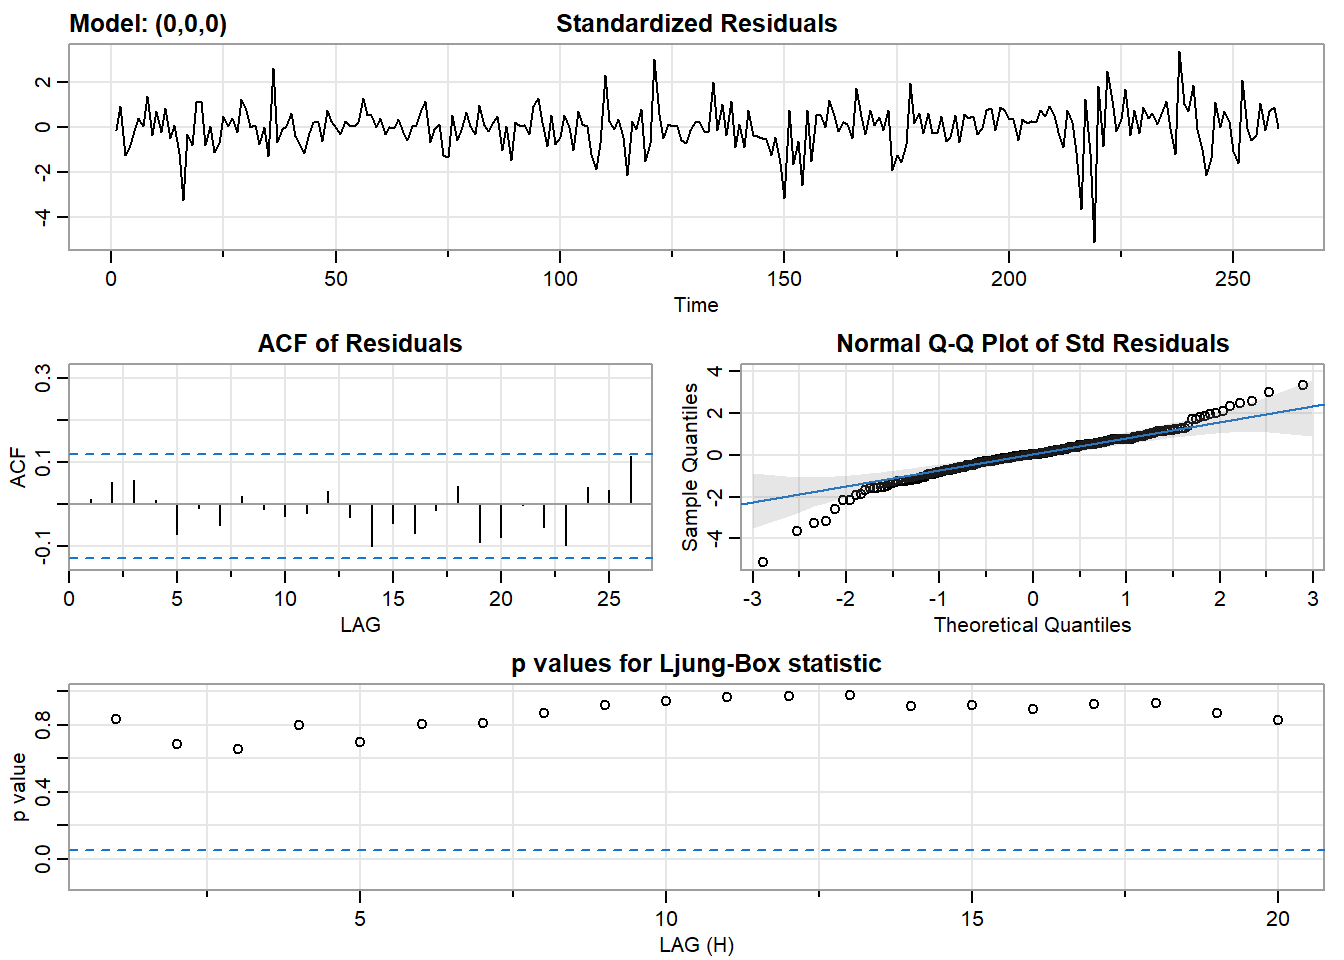 Model: (0,0,0) Standardized Residuals
2
0
-2
-4
0 50 100 150 200 250
Time
ACF of Residuals
ACF
0.3
0.1
-0.1
0 5 10 15 20 25
LAG
Normal Q-Q Plot of Std Residuals
Sample Quantiles
4
2
0
-2
-4
-3 -2 -1 0 1 2 3
Theoretical Quantiles
p values for Ljung-Box statistic
p value
0.8
0.4
0.0
5 10 15 20
LAG (H)